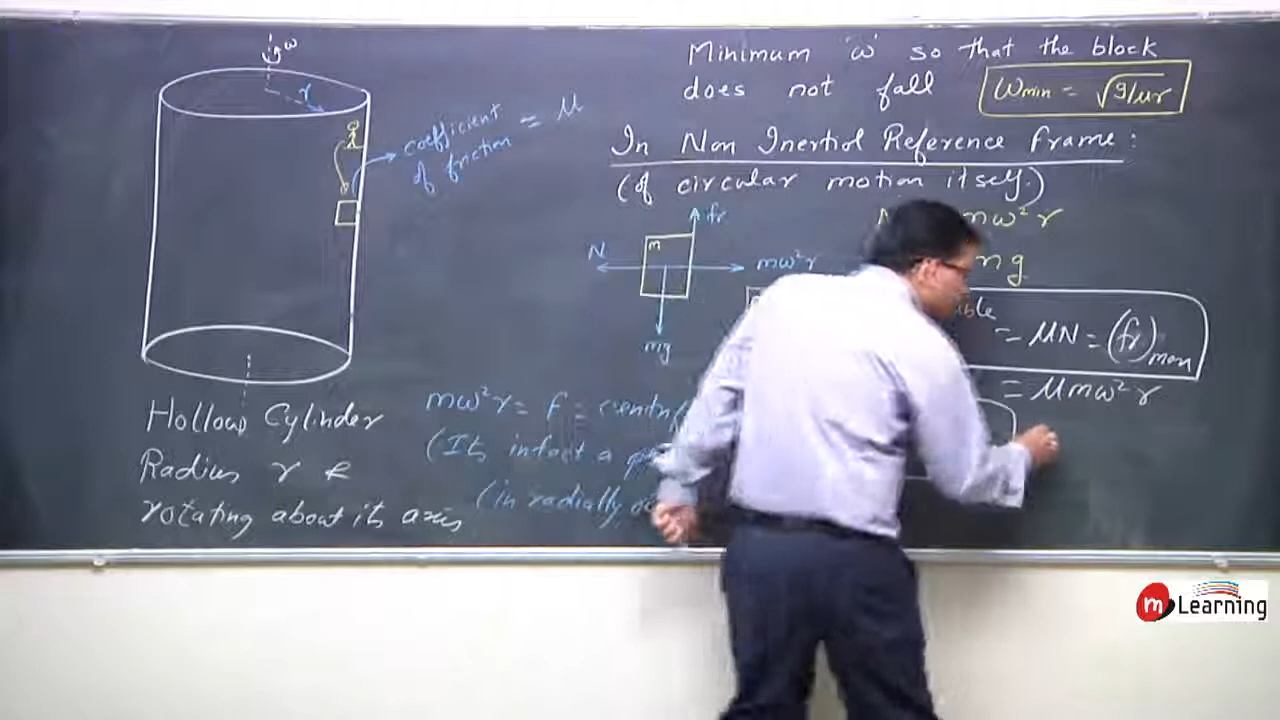 ω
r
coefficient
of friction = μ
Hollow Cylinder
Radius r &
rotating about its axis
Minimum 'ω' so that the block
does not fall
ωmin = √g/μr
In Non Inertial Reference frame:
(Of circular motion itself.)
N
m
fr
mω²r
mg
mω²r
mg
= μN = (fr)max
= μmω²r
mω²r = f =
(Its infact a
(in radially
m Learning